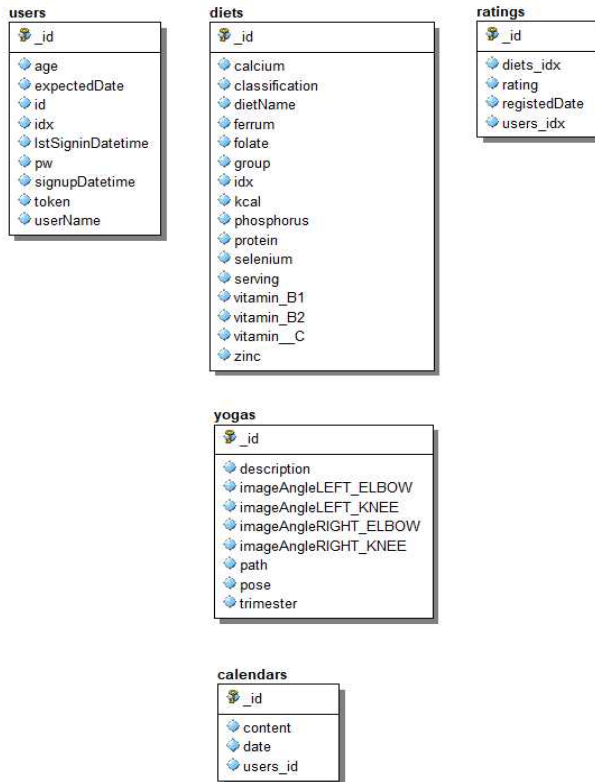 users
_id
age
expectedDate
id
idx
lstSigninDatetime
pw
signupDatetime
token
userName
diets
_id
calcium
classification
dietName
ferrum
folate
group
idx
kcal
phosphorus
protein
selenium
serving
vitamin_B1
vitamin_B2
vitamin__C
zinc
ratings
_id
diets_idx
rating
registedDate
users_idx
yogas
_id
description
imageAngleLEFT_ELBOW
imageAngleLEFT_KNEE
imageAngleRIGHT_ELBOW
imageAngleRIGHT_KNEE
path
pose
trimester
calendars
_id
content
date
users_id